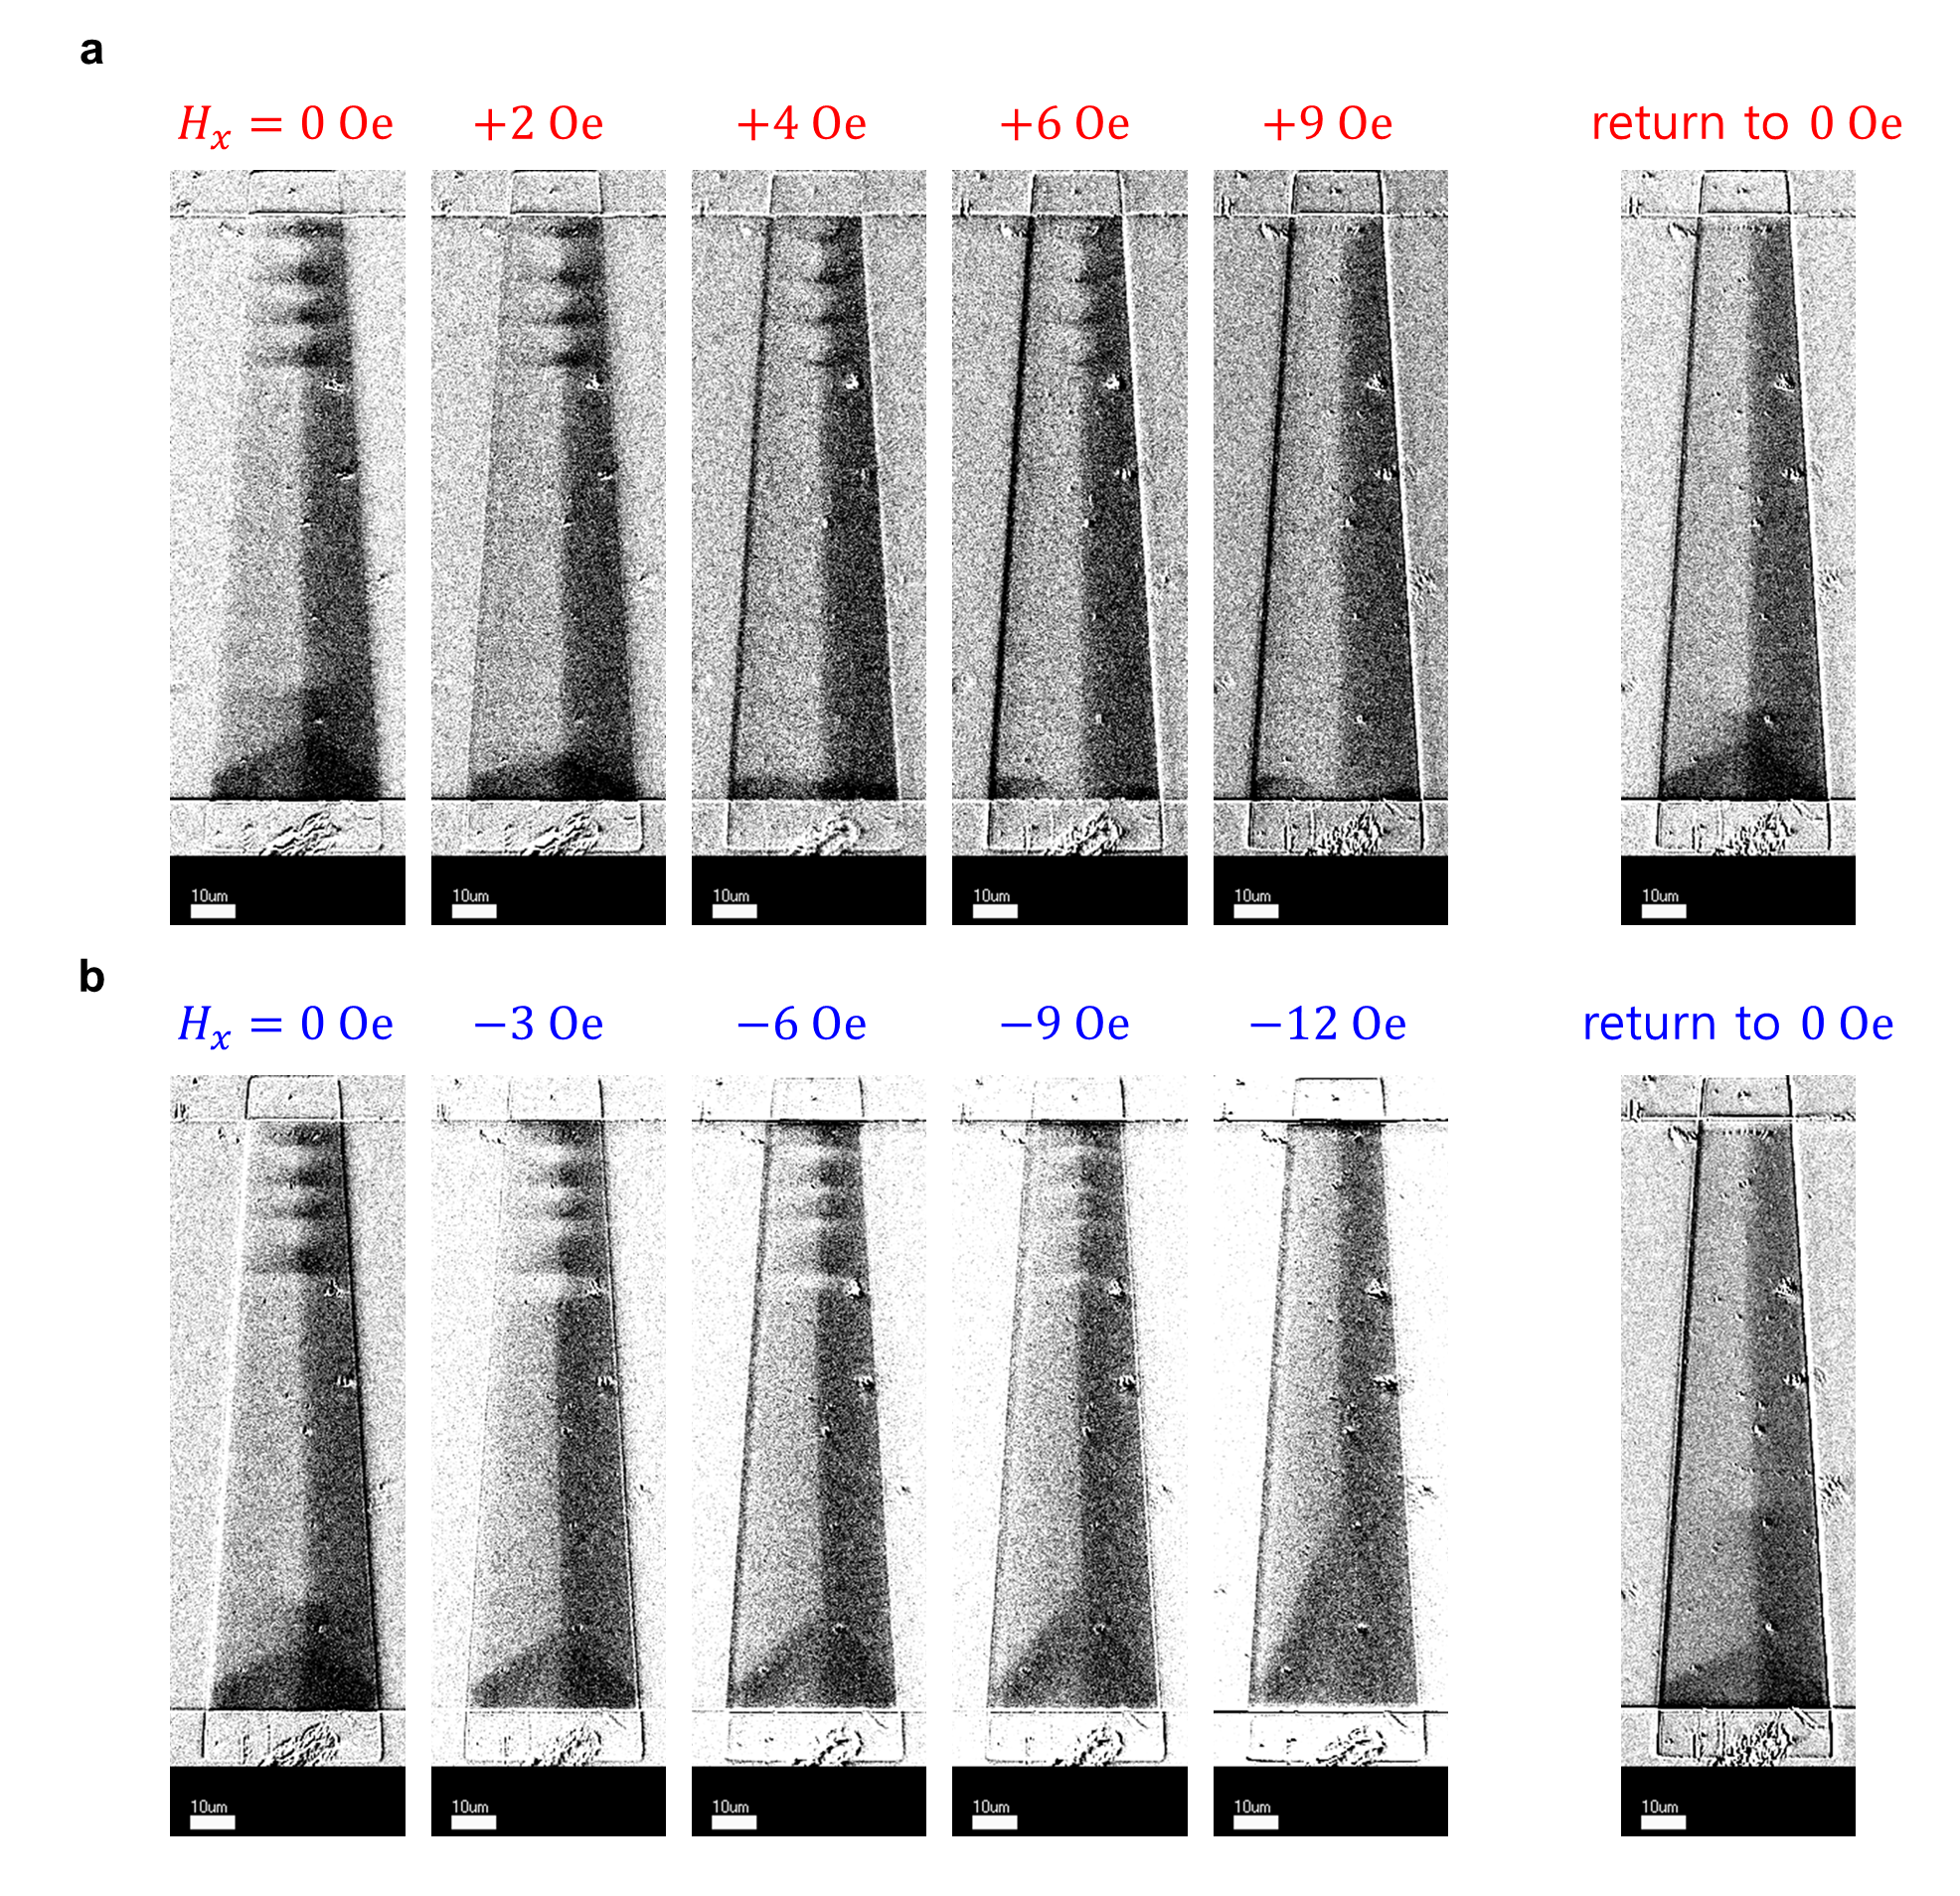 a
Hₓ = 0 Oe +2 Oe +4 Oe +6 Oe +9 Oe return to 0 Oe
10um 10um 10um 10um 10um 10um
b
Hₓ = 0 Oe −3 Oe −6 Oe −9 Oe −12 Oe return to 0 Oe
10um 10um 10um 10um 10um 10um